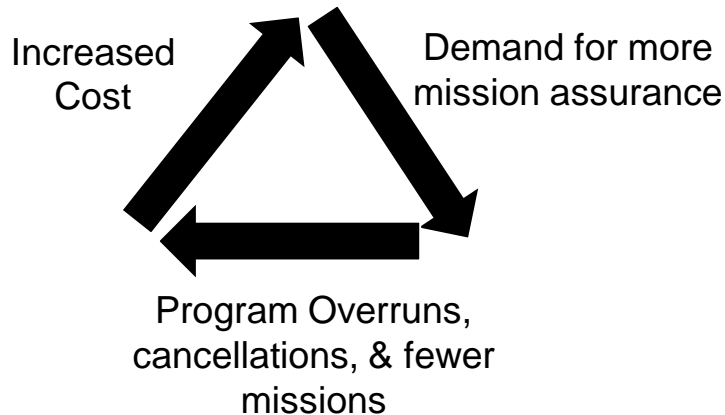 Increased
Cost
Demand for more
mission assurance
Program Overruns,
cancellations, & fewer
missions